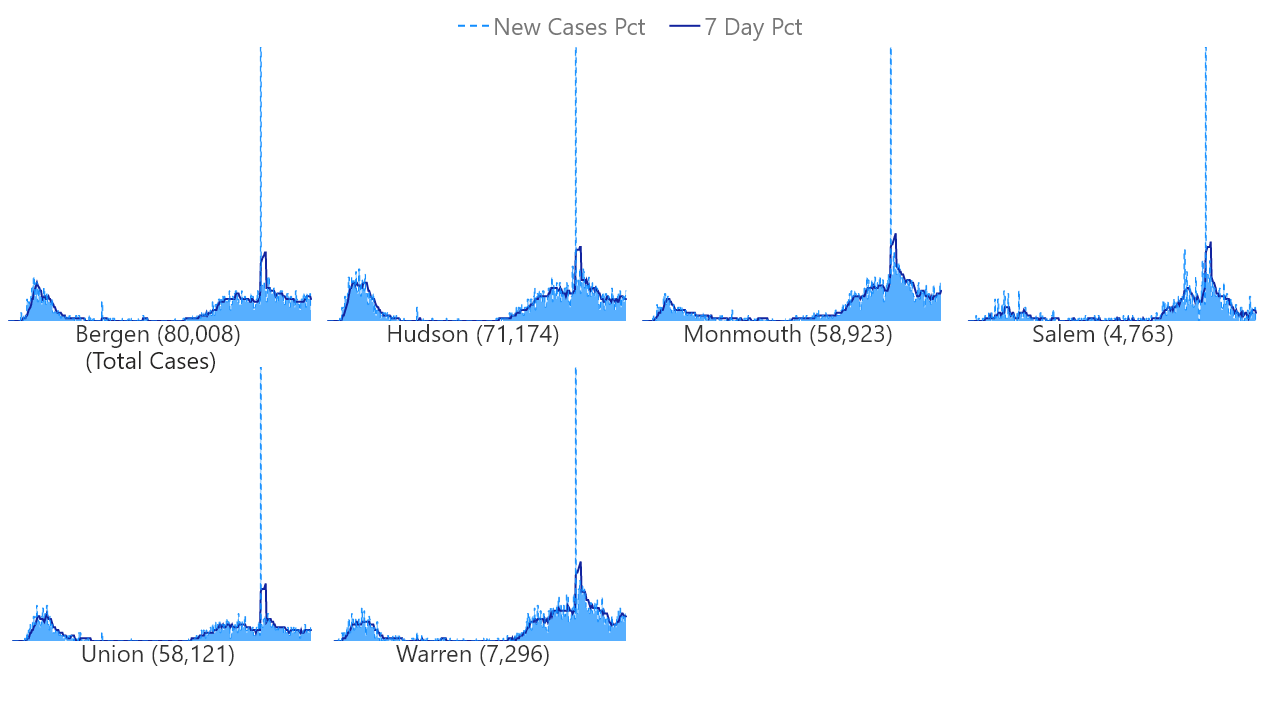 New Cases Pct 7 Day Pct
Bergen (80,008)
(Total Cases)
Hudson (71,174)
Monmouth (58,923)
Salem (4,763)
Union (58,121)
Warren (7,296)